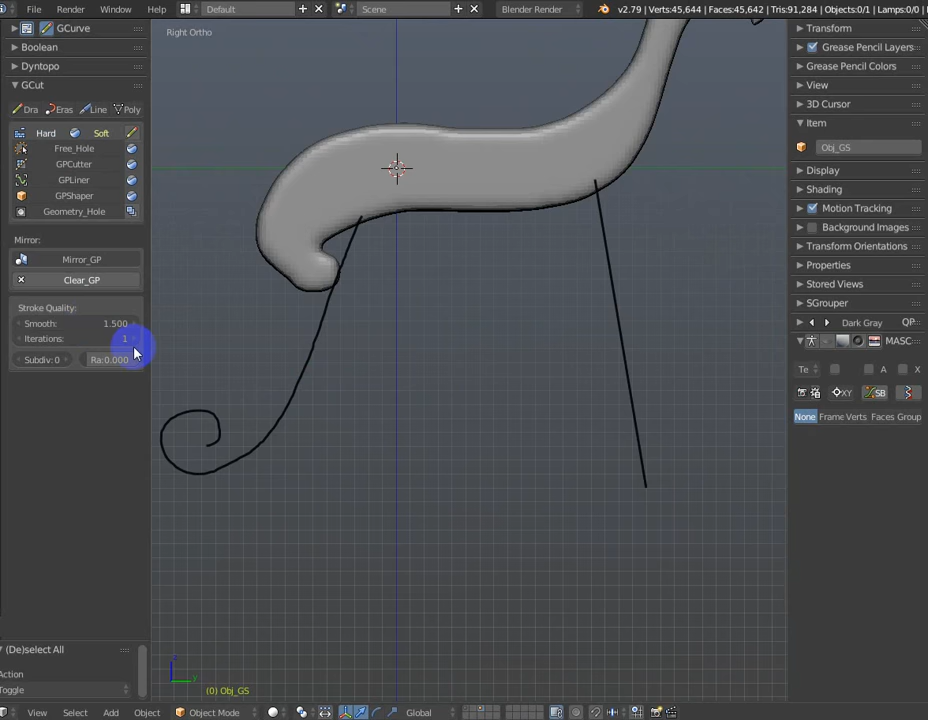 File Render Window Help Default Scene Blender Render v2.79 | Verts:45,644 | Faces:45,642 | Tris:91,284 | Objects:0/1 | Lamps:0/0
GCurve
Boolean
Dyntopo
GCut
Dra Eras Line Poly
Hard Soft
Free_Hole
GPCutter
GPLiner
GPShaper
Geometry_Hole
Mirror:
Mirror_GP
Clear_GP
Stroke Quality:
Smooth: 1.500
Iterations: 1
Subdiv: 0 Ra:0.000
(De)select All
Action
Toggle
Right Ortho
z
y
(0) Obj_GS
Transform
Grease Pencil Layers
Grease Pencil Colors
View
3D Cursor
Item
Obj_GS
Display
Shading
Motion Tracking
Background Images
Transform Orientations
Properties
Stored Views
SGrouper
Dark Gray QP
MASC
Te A X
XY SB
None Frame Verts Faces Group
View Select Add Object Object Mode Global